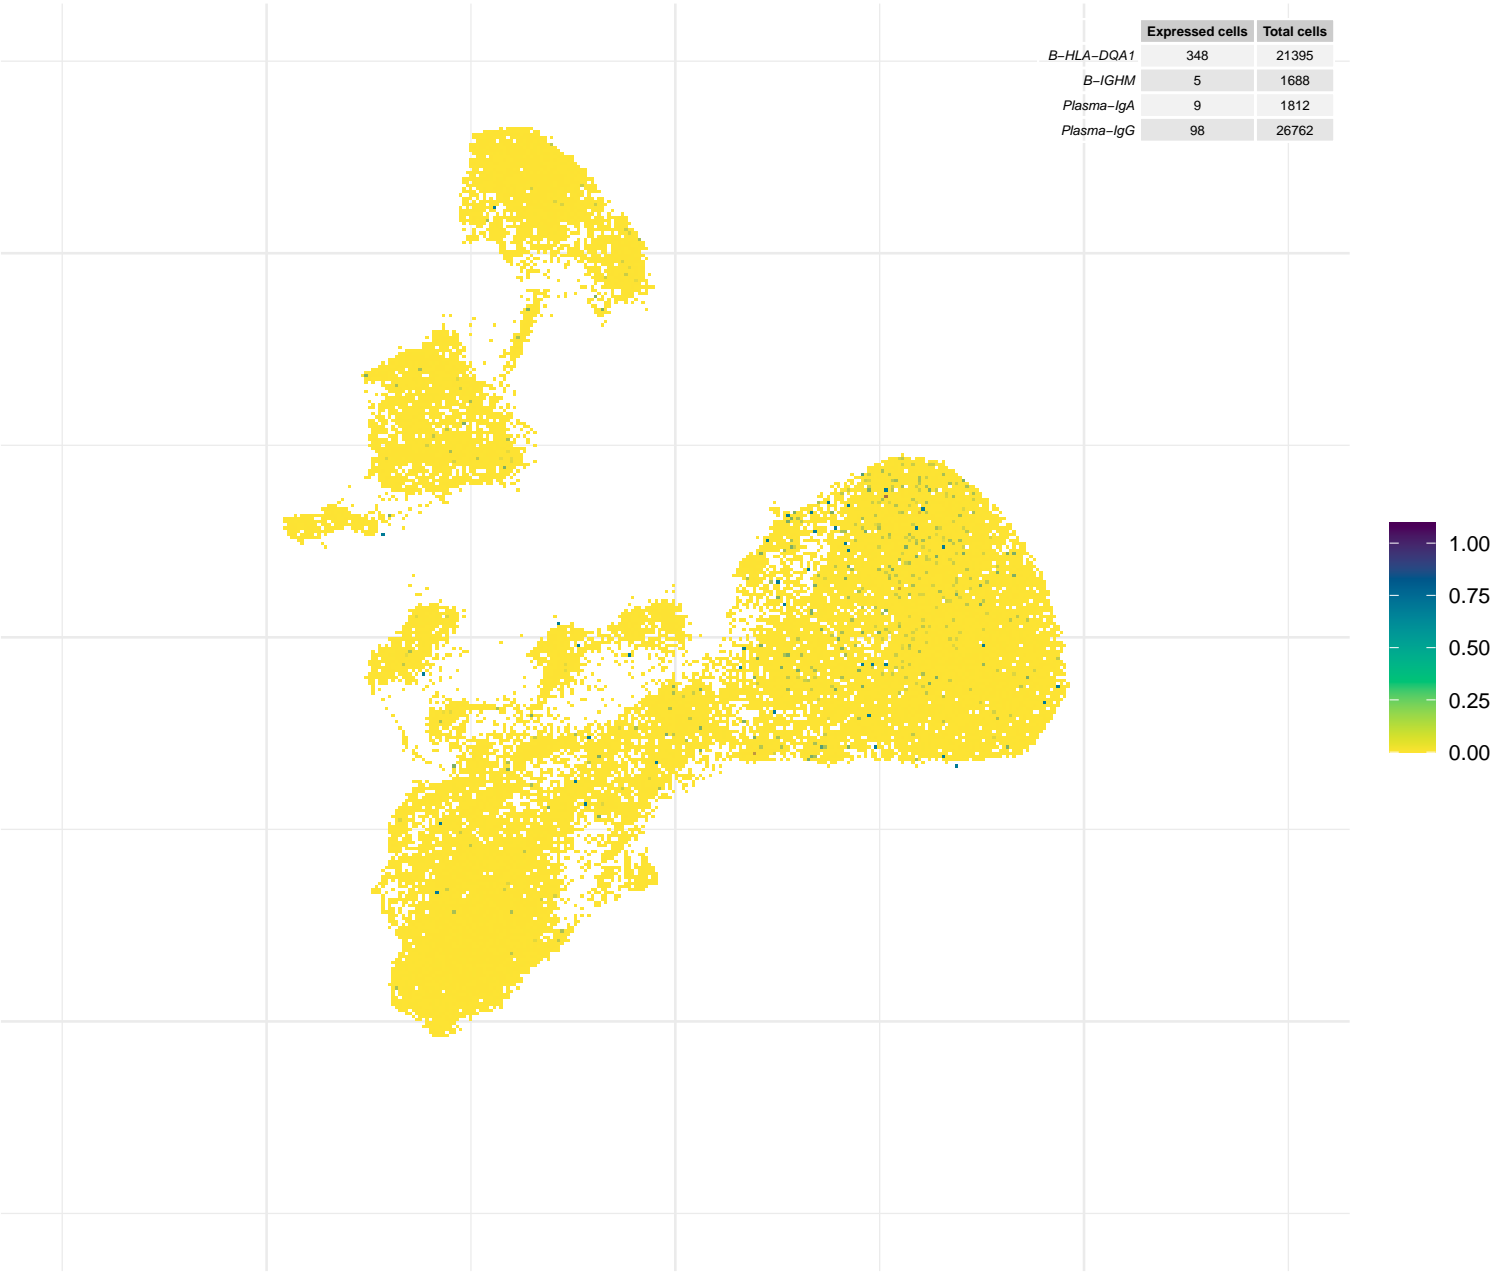 Expressed cells Total cells
B−HLA−DQA1 348 21395
B−IGHM 5 1688
Plasma−IgA 9 1812
Plasma−IgG 98 26762
1.00
0.75
0.50
0.25
0.00